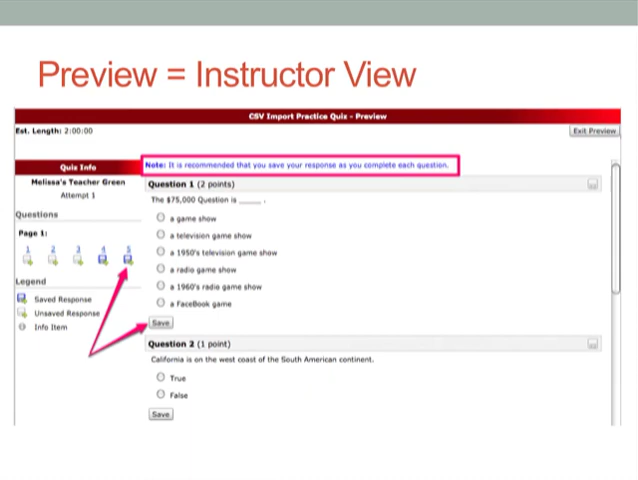 Preview = Instructor View
CSV Import Practice Quiz - Preview
Est. Length: 2:00:00
Exit Preview
Quiz Info
Note: It is recommended that you save your response as you complete each question.
Melissa's Teacher Green
Attempt 1
Question 1 (2 points)
The $75,000 Question is _____ .
Questions
Page 1:
1 2 3 4 5
a game show
a television game show
a 1950's television game show
a radio game show
a 1960's radio game show
a FaceBook game
Legend
Saved Response
Unsaved Response
Info Item
Save
Question 2 (1 point)
California is on the west coast of the South American continent.
True
False
Save